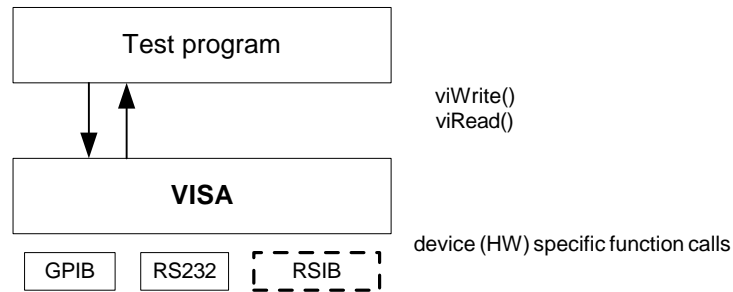 Test program
viWrite()
viRead()
VISA
device (HW) specific function calls
GPIB RS232 RSIB